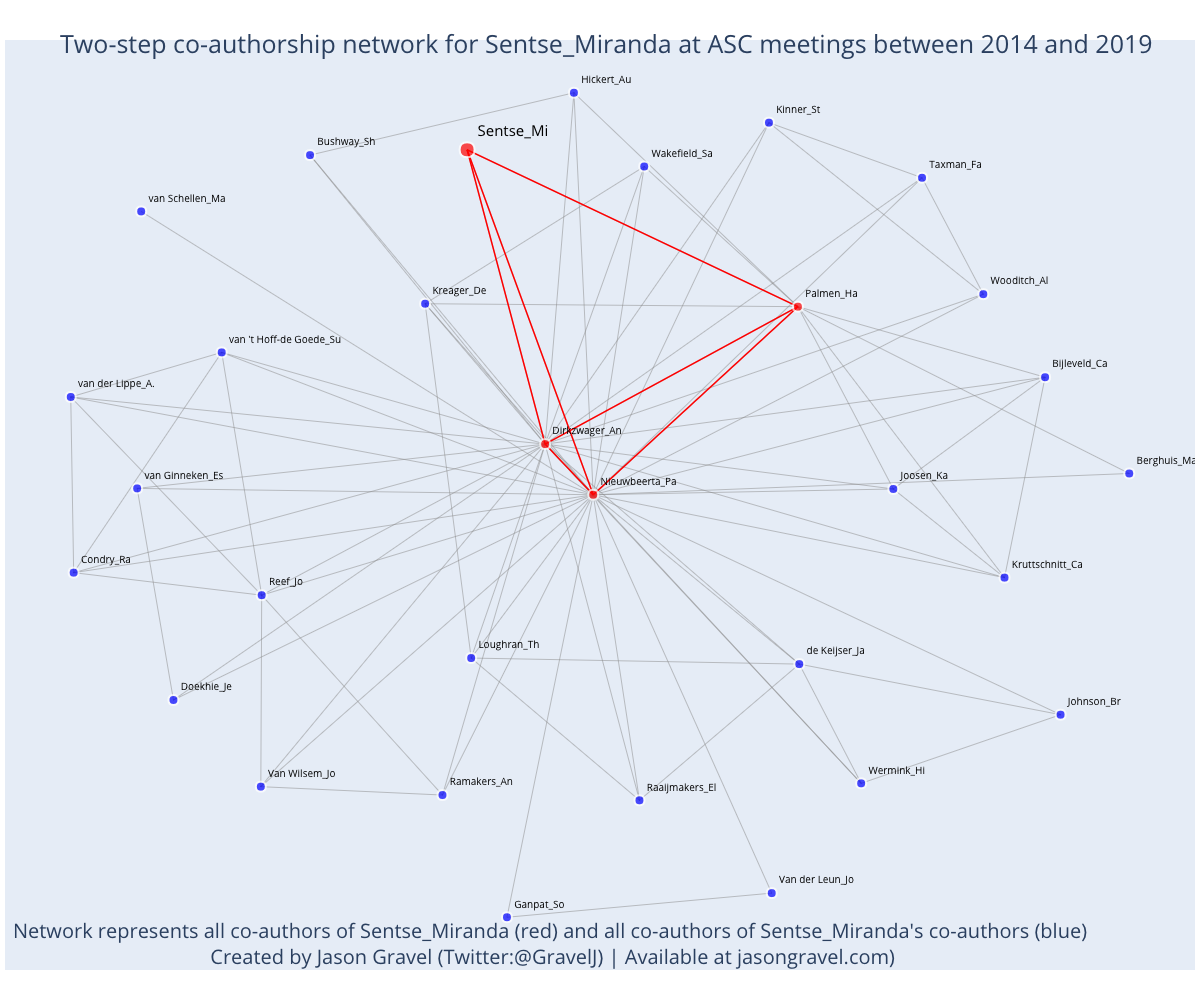 Two-step co-authorship network for Sentse_Miranda at ASC meetings between 2014 and 2019
Hickert_Au
Kinner_St
Sentse_Mi
Bushway_Sh
Wakefield_Sa
Taxman_Fa
van Schellen_Ma
Wooditch_Al
Kreager_De
Palmen_Ha
van 't Hoff-de Goede_Su
Bijleveld_Ca
van der Lippe_A.
Dirkzwager_An
Berghuis_Ma
van Ginneken_Es
Joosen_Ka
Nieuwbeerta_Pa
Condry_Ra
Kruttschnitt_Ca
Reef_Jo
Loughran_Th
de Keijser_Ja
Doekhie_Je
Johnson_Br
Wermink_Hi
Van Wilsem_Jo
Ramakers_An
Raaijmakers_El
Van der Leun_Jo
Ganpat_So
Network represents all co-authors of Sentse_Miranda (red) and all co-authors of Sentse_Miranda's co-authors (blue)
Created by Jason Gravel (Twitter:@GravelJ) | Available at jasongravel.com)